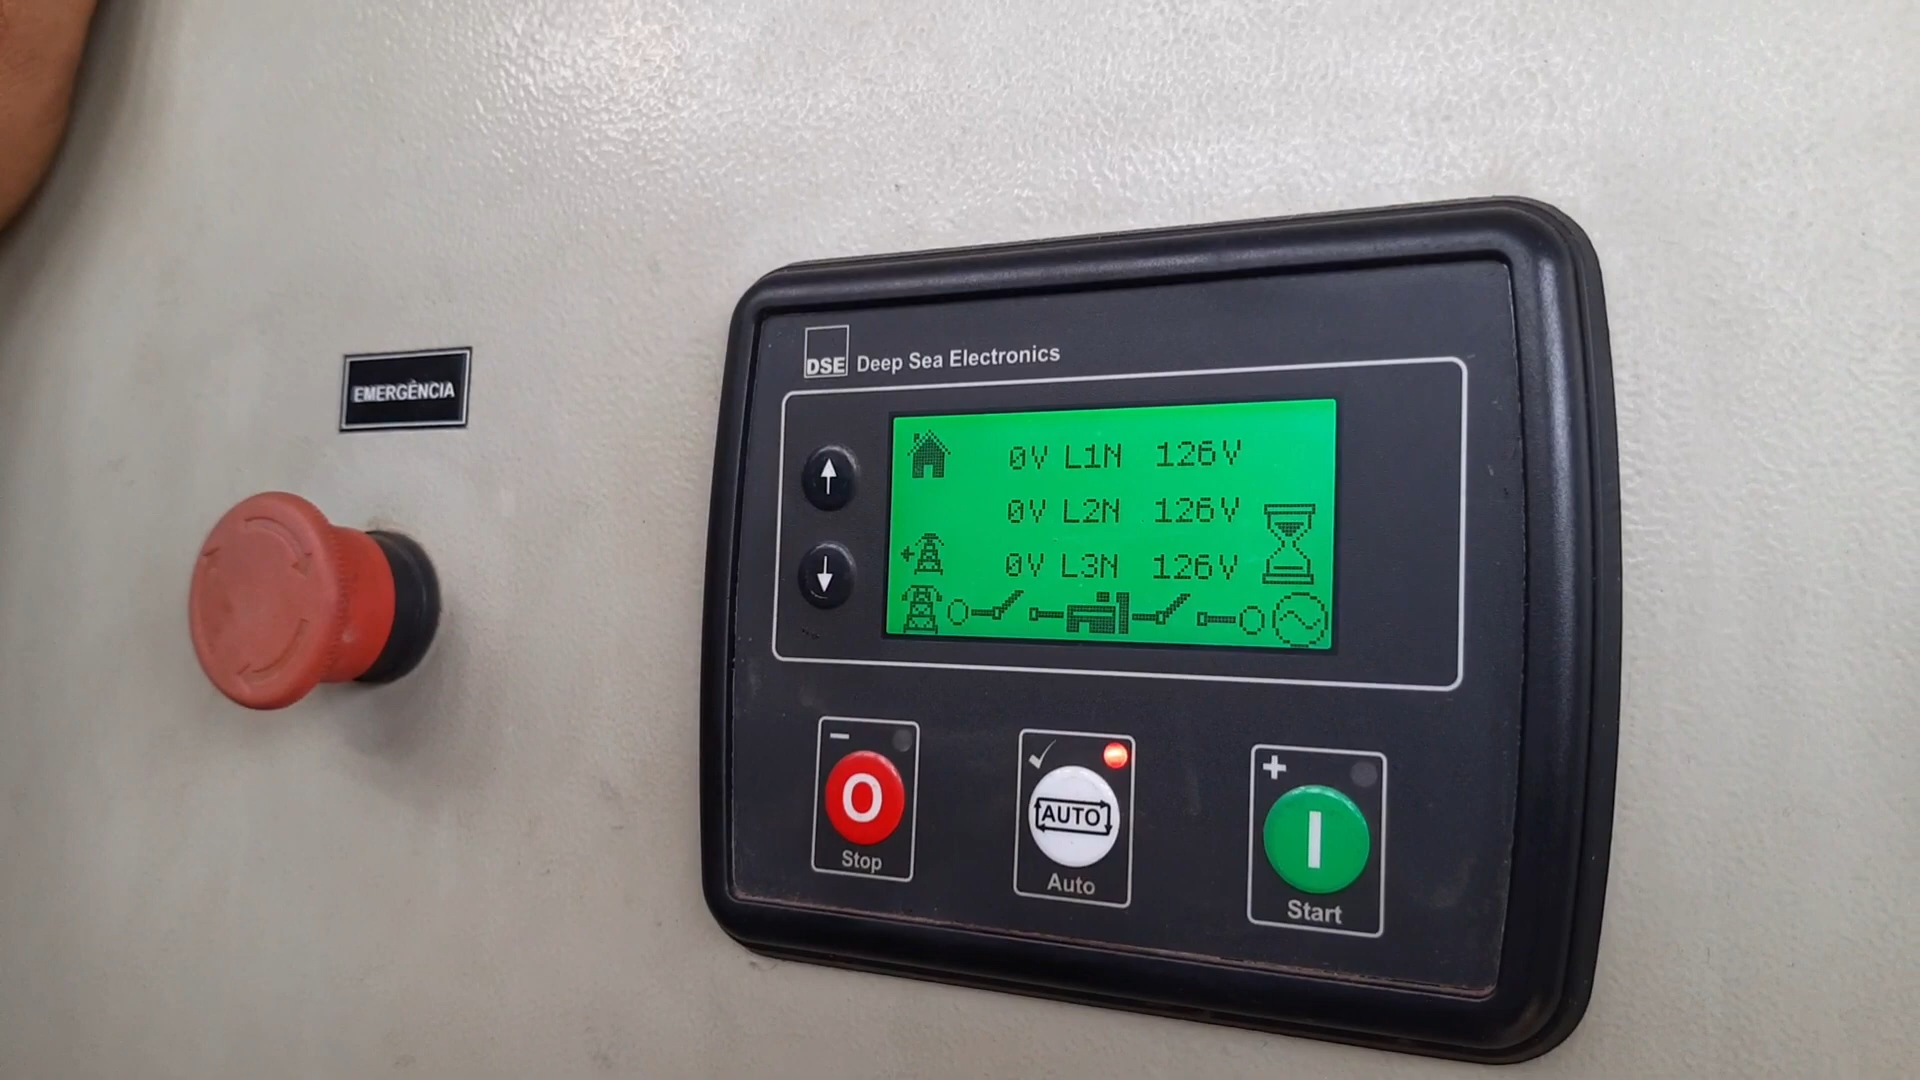 EMERGÊNCIA
DSE Deep Sea Electronics
0V L1N 126V
0V L2N 126V
0V L3N 126V
O
Stop
AUTO
Auto
I
Start